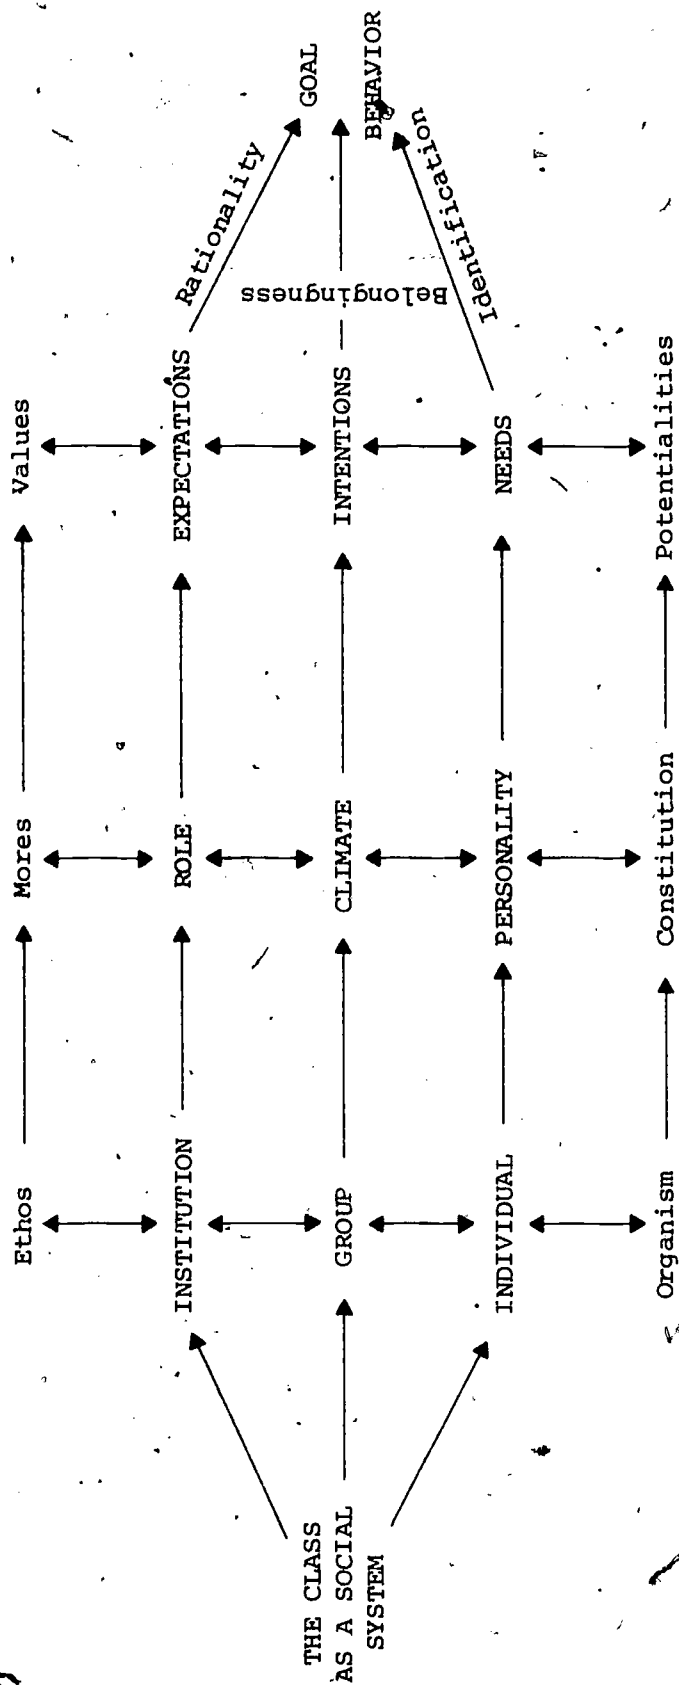 Ethos
Mores
Values
INSTITUTION
ROLE
EXPECTATIONS
Rationality
THE CLASS
AS A SOCIAL
SYSTEM
GROUP
CLIMATE
INTENTIONS
Belongingness
GOAL
BEHAVIOR
INDIVIDUAL
PERSONALITY
NEEDS
Identification
Organism
Constitution
Potentialities